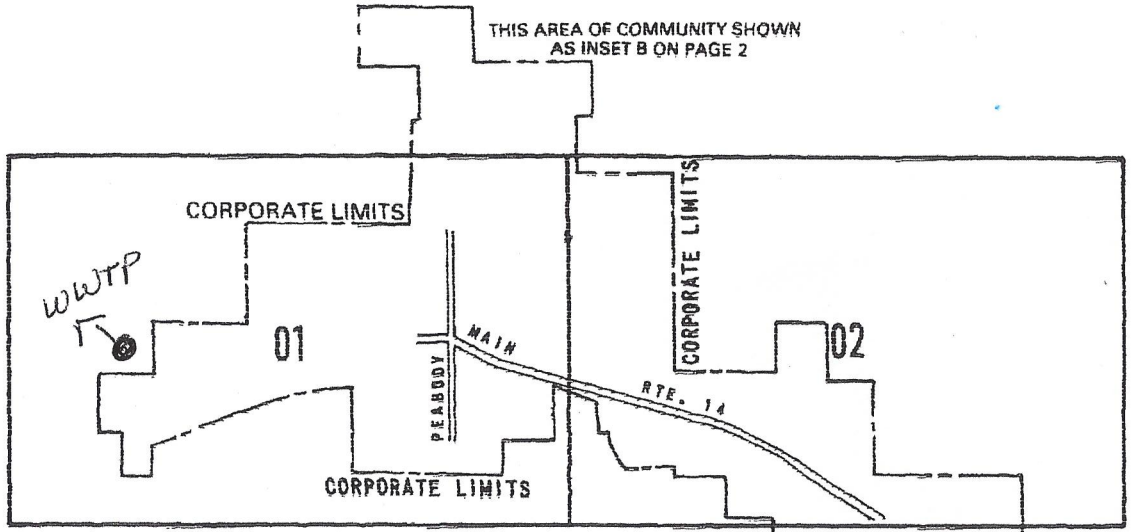 THIS AREA OF COMMUNITY SHOWN
AS INSET B ON PAGE 2
CORPORATE LIMITS
CORPORATE LIMITS
WWTP
01
02
MAIN
PEABODY
RTE. 14
CORPORATE LIMITS